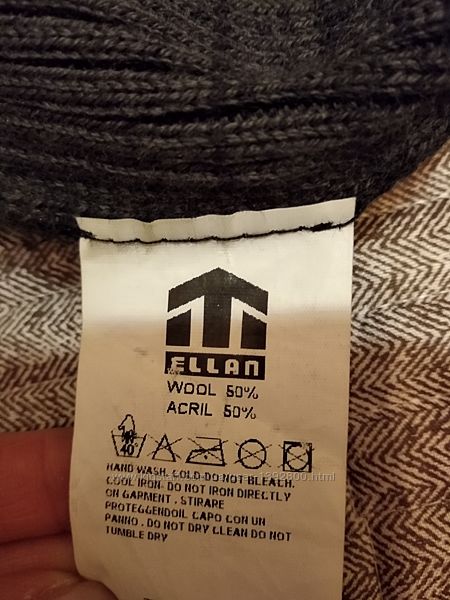 ELLAN
WOOL 50%
ACRIL 50%
40°
HAND WASH. COLD. DO NOT BLEACH.
COOL IRON. DO NOT IRON DIRECTLY
ON GARMENT. STIRARE
PROTEGGENDOIL CAPO CON UN
PANNO. DO NOT DRY CLEAN DO NOT
TUMBLE DRY